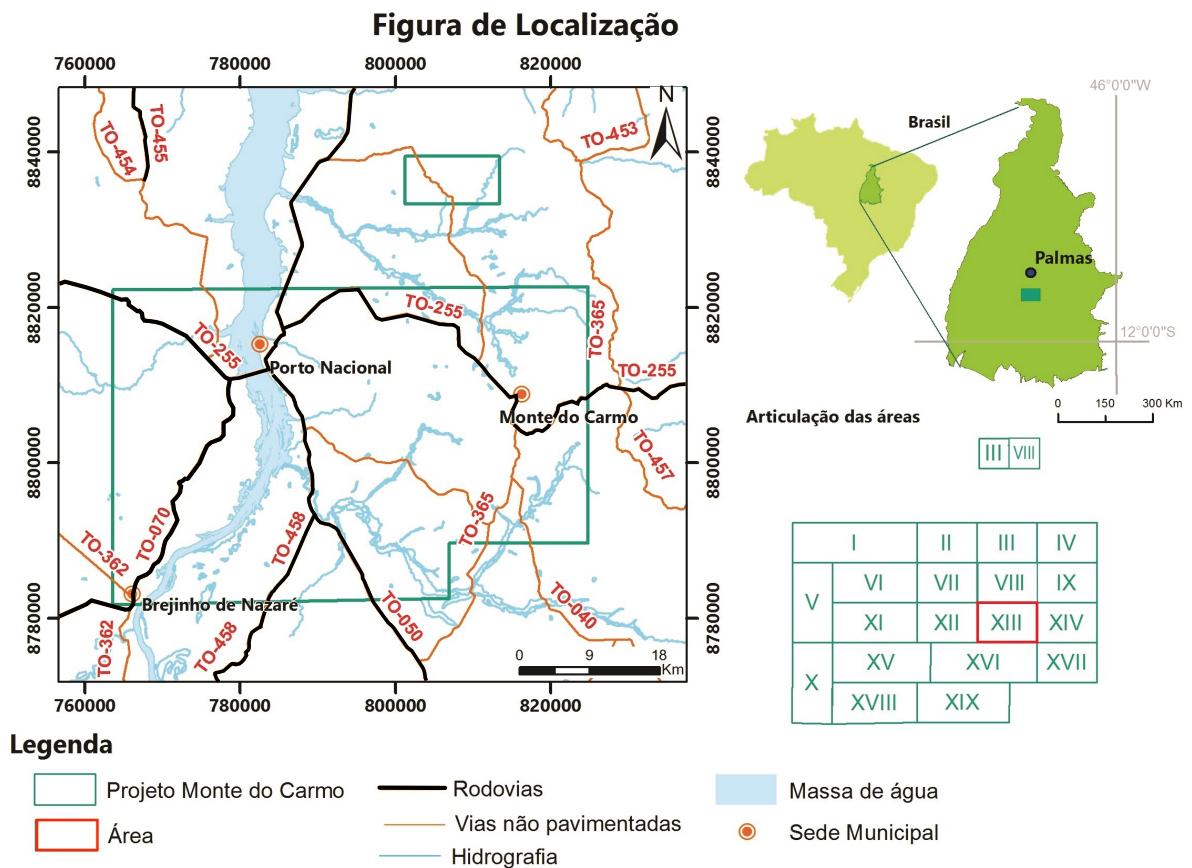 Figura de Localização
760000 780000 800000 820000
N
8840000
8820000
8800000
8780000
8840000
8820000
8800000
8780000
TO-454
TO-455
TO-453
TO-255
TO-365
TO-255
Porto Nacional
TO-255
Monte do Carmo
TO-457
TO-365
TO-458
TO-070
TO-362
Brejinho de Nazaré
TO-362
TO-458
TO-050
TO-040
0 9 18
Km
760000 780000 800000 820000
46°0'0"W
Brasil
Palmas
12°0'0"S
0 150 300 Km
Articulação das áreas
III VIII
I II III IV
V VI VII VIII IX
XI XII XIII XIV
X XV XVI XVII
XVIII XIX
Legenda
Projeto Monte do Carmo
Área
Rodovias
Vias não pavimentadas
Hidrografia
Massa de água
Sede Municipal